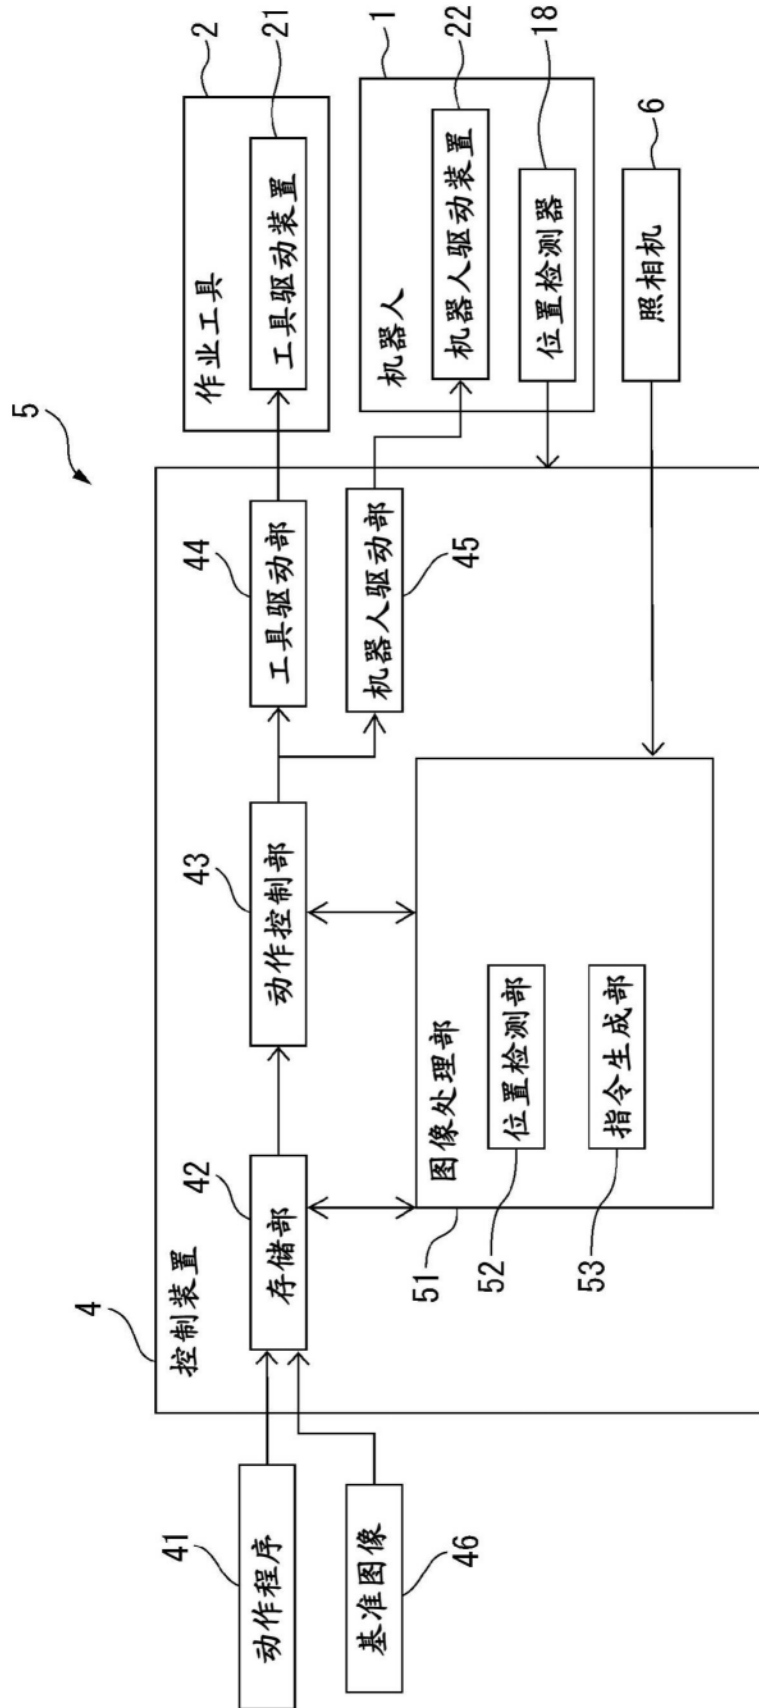 5
4
控制装置
41
动作程序
42
存储部
43
动作控制部
44
工具驱动部
2
作业工具
21
工具驱动装置
46
基准图像
机器人驱动部
45
1
机器人
22
机器人驱动装置
18
位置检测器
51
图像处理部
52
位置检测部
53
指令生成部
6
照相机